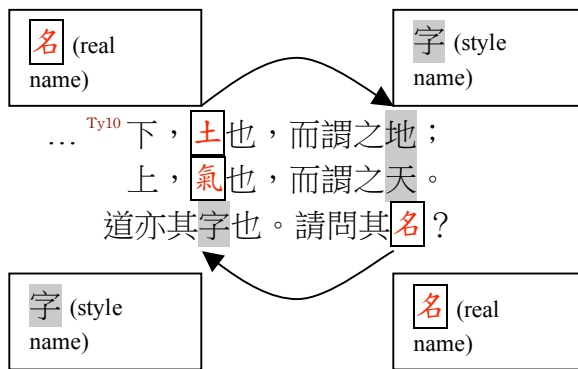 名 (real name)
字 (style name)
… Ty10 下，土也，而謂之地；
上，氣也，而謂之天。
道亦其字也。請問其名？
字 (style name)
名 (real name)